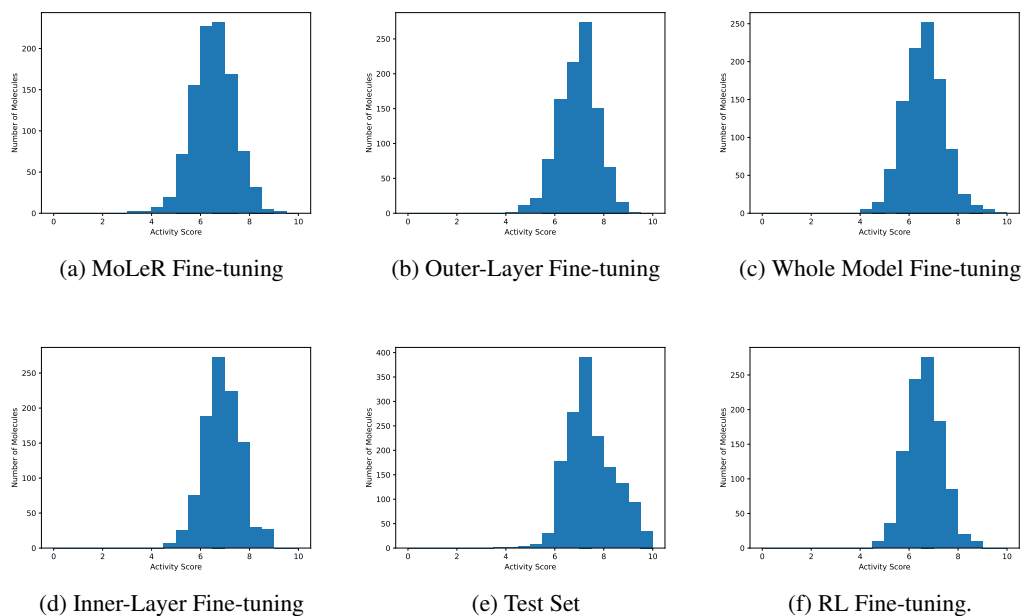 200
150
100
50
0
Number of Molecules
0 2 4 6 8 10
Activity Score
(a) MoLeR Fine-tuning
250
200
150
100
50
0
Number of Molecules
0 2 4 6 8 10
Activity Score
(b) Outer-Layer Fine-tuning
250
200
150
100
50
0
Number of Molecules
0 2 4 6 8 10
Activity Score
(c) Whole Model Fine-tuning
250
200
150
100
50
0
Number of Molecules
0 2 4 6 8 10
Activity Score
(d) Inner-Layer Fine-tuning
400
350
300
250
200
150
100
50
0
Number of Molecules
0 2 4 6 8 10
Activity Score
(e) Test Set
250
200
150
100
50
0
Number of Molecules
0 2 4 6 8 10
Activity Score
(f) RL Fine-tuning.